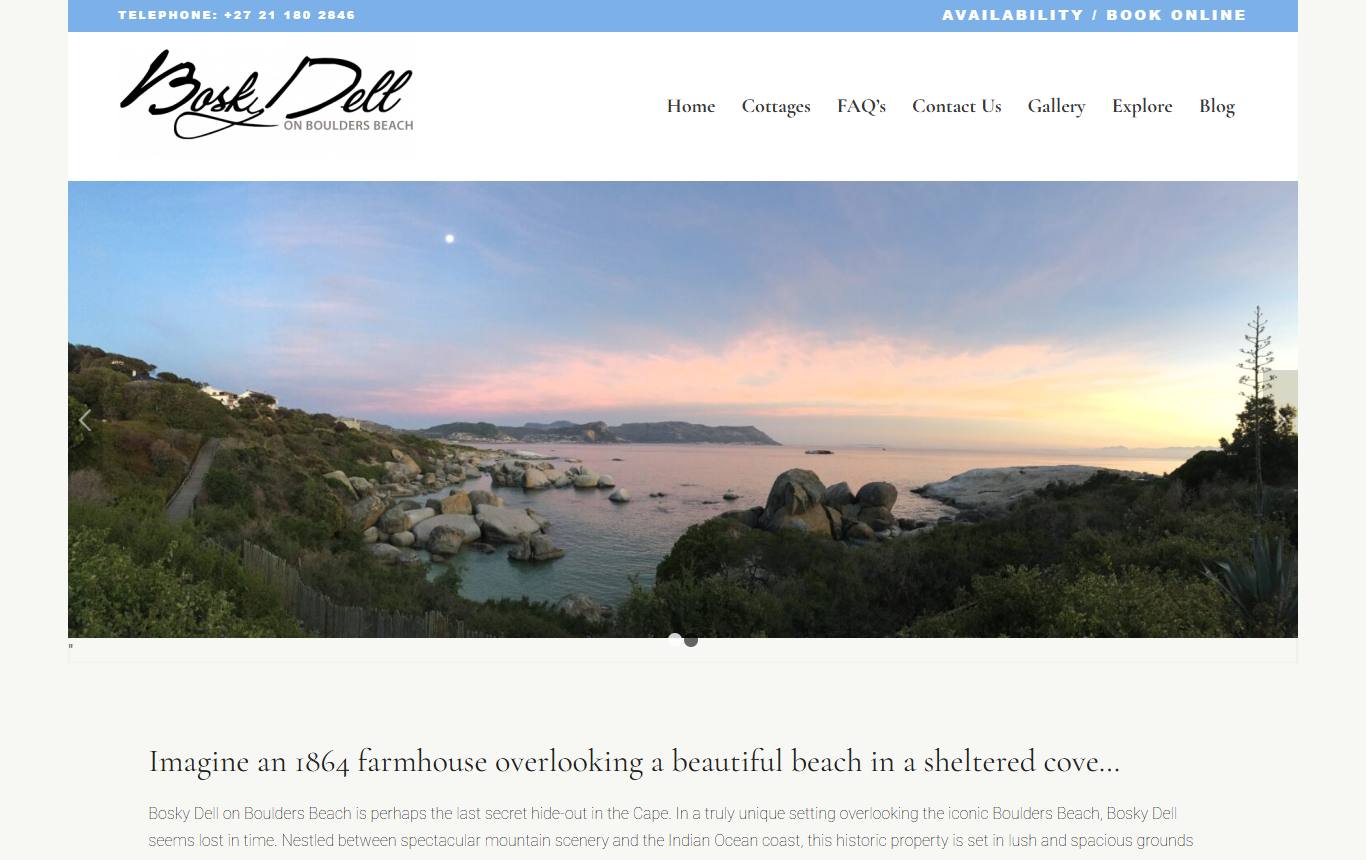 TELEPHONE: +27 21 180 2846
AVAILABILITY / BOOK ONLINE
Bosky Dell
ON BOULDERS BEACH
Home Cottages FAQ’s Contact Us Gallery Explore Blog
"
Imagine an 1864 farmhouse overlooking a beautiful beach in a sheltered cove…
Bosky Dell on Boulders Beach is perhaps the last secret hide-out in the Cape. In a truly unique setting overlooking the iconic Boulders Beach, Bosky Dell
seems lost in time. Nestled between spectacular mountain scenery and the Indian Ocean coast, this historic property is set in lush and spacious grounds